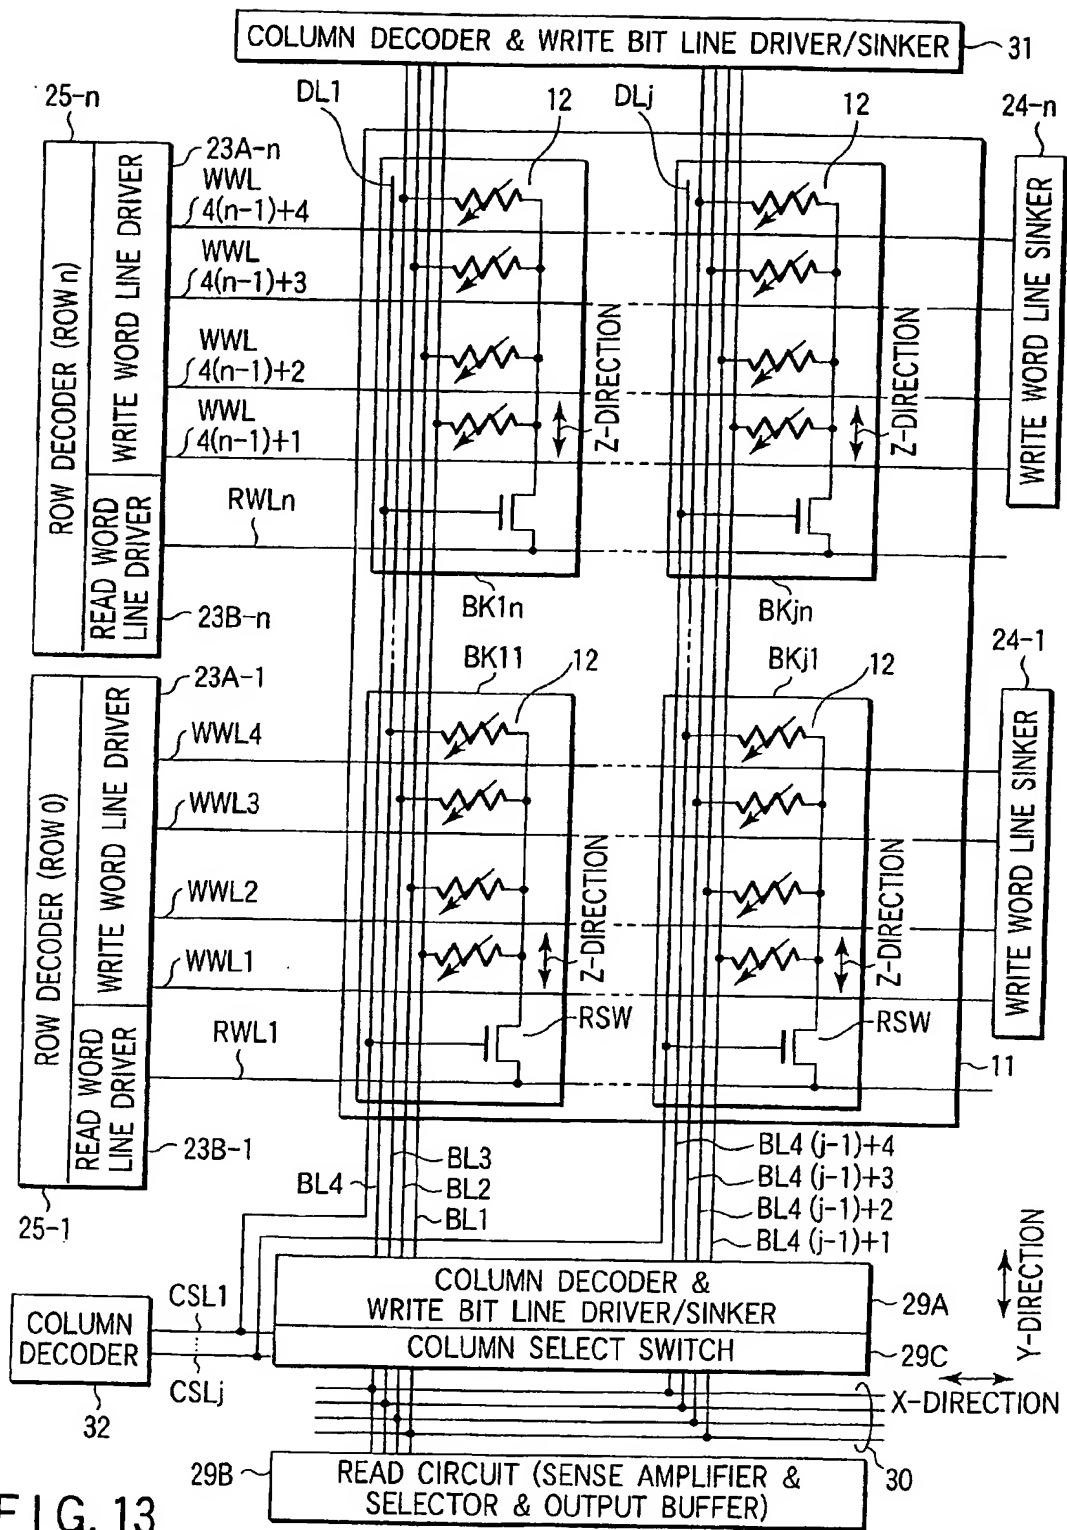 COLUMN DECODER & WRITE BIT LINE DRIVER/SINKER
31
25-n
DL1
12
DLj
12
24-n
ROW DECODER (ROW n)
WRITE WORD LINE DRIVER
READ WORD
LINE DRIVER
23A-n
WWL
4(n-1)+4
WWL
4(n-1)+3
WWL
4(n-1)+2
WWL
4(n-1)+1
RWLn
23B-n
Z-DIRECTION
Z-DIRECTION
WRITE WORD LINE SINKER
BK1n
BKjn
BK11
12
BKj1
12
24-1
ROW DECODER (ROW 0)
WRITE WORD LINE DRIVER
READ WORD
LINE DRIVER
23A-1
WWL4
WWL3
WWL2
WWL1
RWL1
23B-1
25-1
Z-DIRECTION
Z-DIRECTION
RSW
RSW
WRITE WORD LINE SINKER
11
BL4
BL3
BL2
BL1
BL4 (j-1)+4
BL4 (j-1)+3
BL4 (j-1)+2
BL4 (j-1)+1
COLUMN DECODER &
WRITE BIT LINE DRIVER/SINKER
29A
COLUMN SELECT SWITCH
29C
COLUMN
DECODER
32
CSL1
CSLj
Y-DIRECTION
X-DIRECTION
30
29B
READ CIRCUIT (SENSE AMPLIFIER &
SELECTOR & OUTPUT BUFFER)
FIG. 13